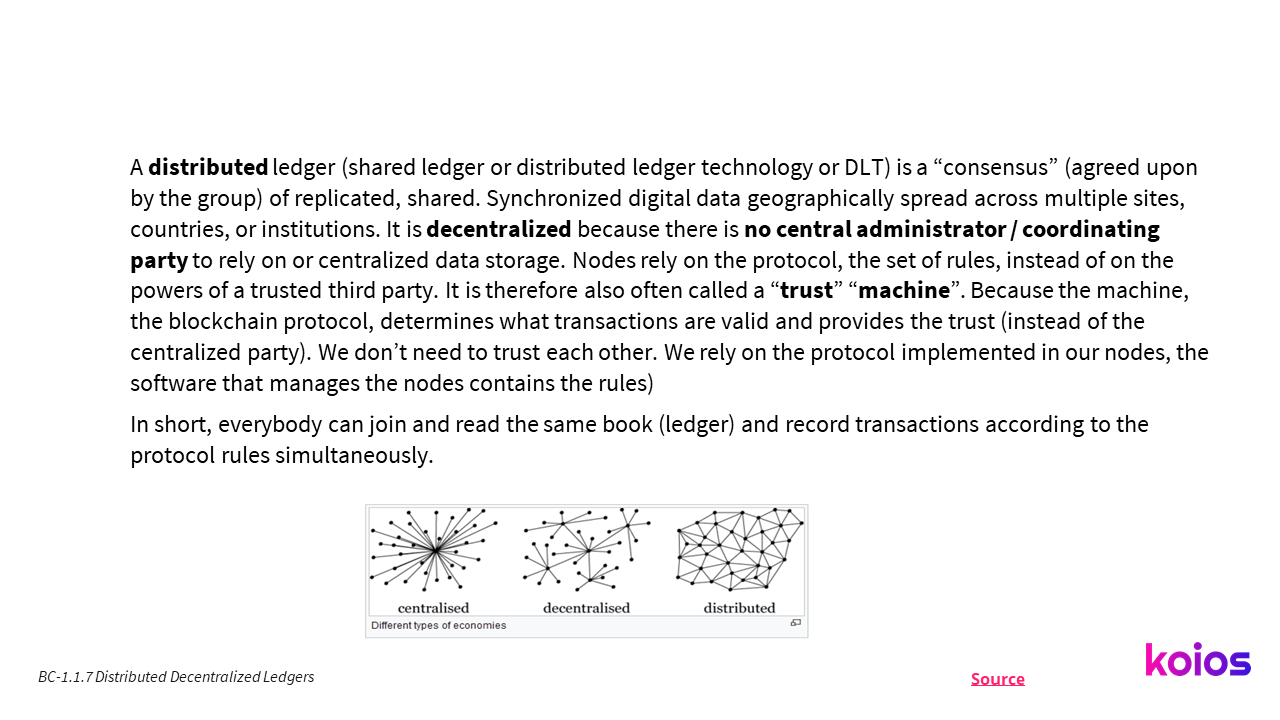 A distributed ledger (shared ledger or distributed ledger technology or DLT) is a “consensus” (agreed upon
by the group) of replicated, shared. Synchronized digital data geographically spread across multiple sites,
countries, or institutions. It is decentralized because there is no central administrator / coordinating
party to rely on or centralized data storage. Nodes rely on the protocol, the set of rules, instead of on the
powers of a trusted third party. It is therefore also often called a “trust” “machine”. Because the machine,
the blockchain protocol, determines what transactions are valid and provides the trust (instead of the
centralized party). We don’t need to trust each other. We rely on the protocol implemented in our nodes, the
software that manages the nodes contains the rules)
In short, everybody can join and read the same book (ledger) and record transactions according to the
protocol rules simultaneously.
centralised decentralised distributed
Different types of economies
BC-1.1.7 Distributed Decentralized Ledgers
Source
koios